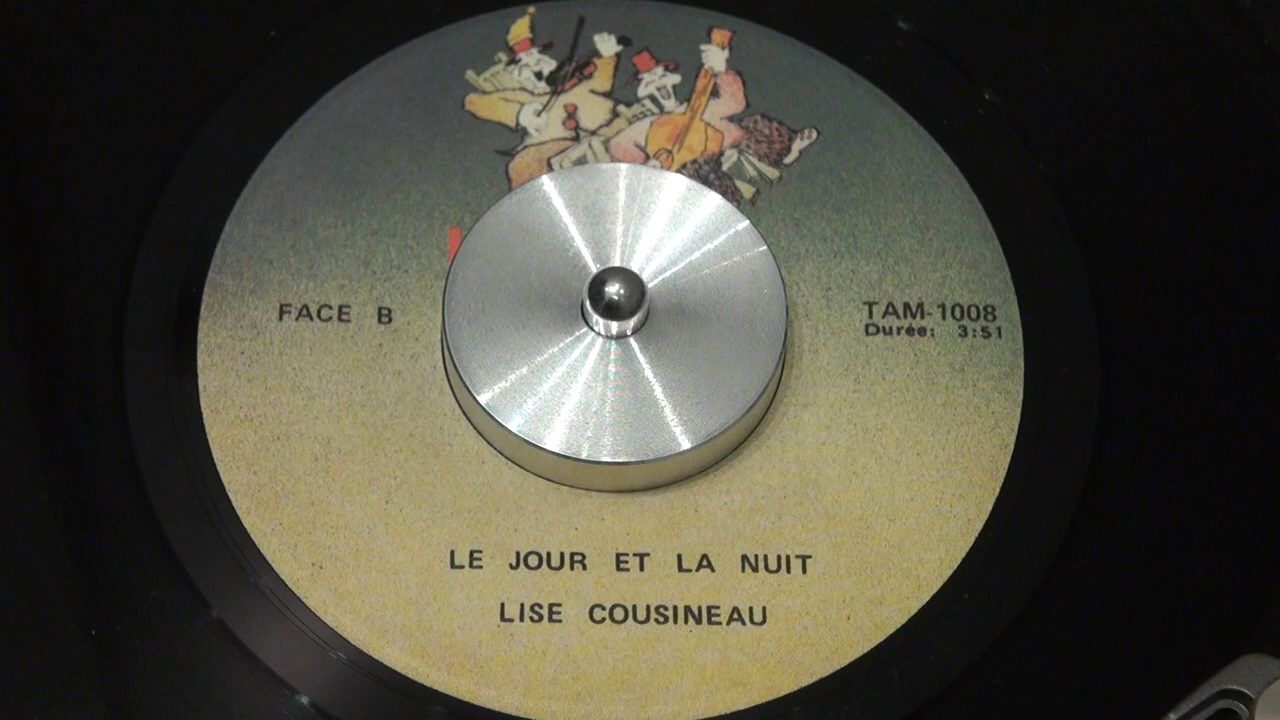 FACE B
TAM-1008
Durée: 3:51
LE JOUR ET LA NUIT
LISE COUSINEAU